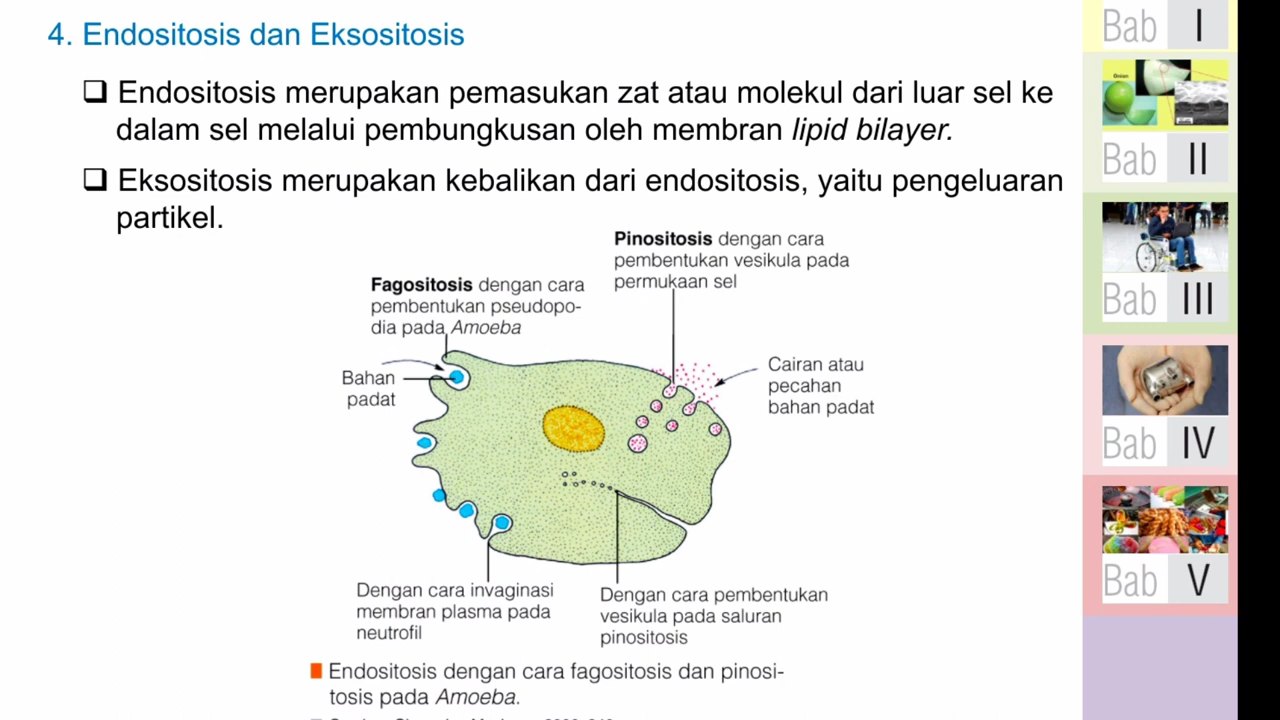 4. Endositosis dan Eksositosis
Endositosis merupakan pemasukan zat atau molekul dari luar sel ke
dalam sel melalui pembungkusan oleh membran lipid bilayer.
Eksositosis merupakan kebalikan dari endositosis, yaitu pengeluaran
partikel.
Pinositosis dengan cara
pembentukan vesikula pada
permukaan sel
Fagositosis dengan cara
pembentukan pseudopo-
dia pada Amoeba
Bahan
padat
Cairan atau
pecahan
bahan padat
Dengan cara invaginasi
membran plasma pada
neutrofil
Dengan cara pembentukan
vesikula pada saluran
pinositosis
Endositosis dengan cara fagositosis dan pinosi-
tosis pada Amoeba.
Bab I
Onion
Bab II
Bab III
Bab IV
Bab V